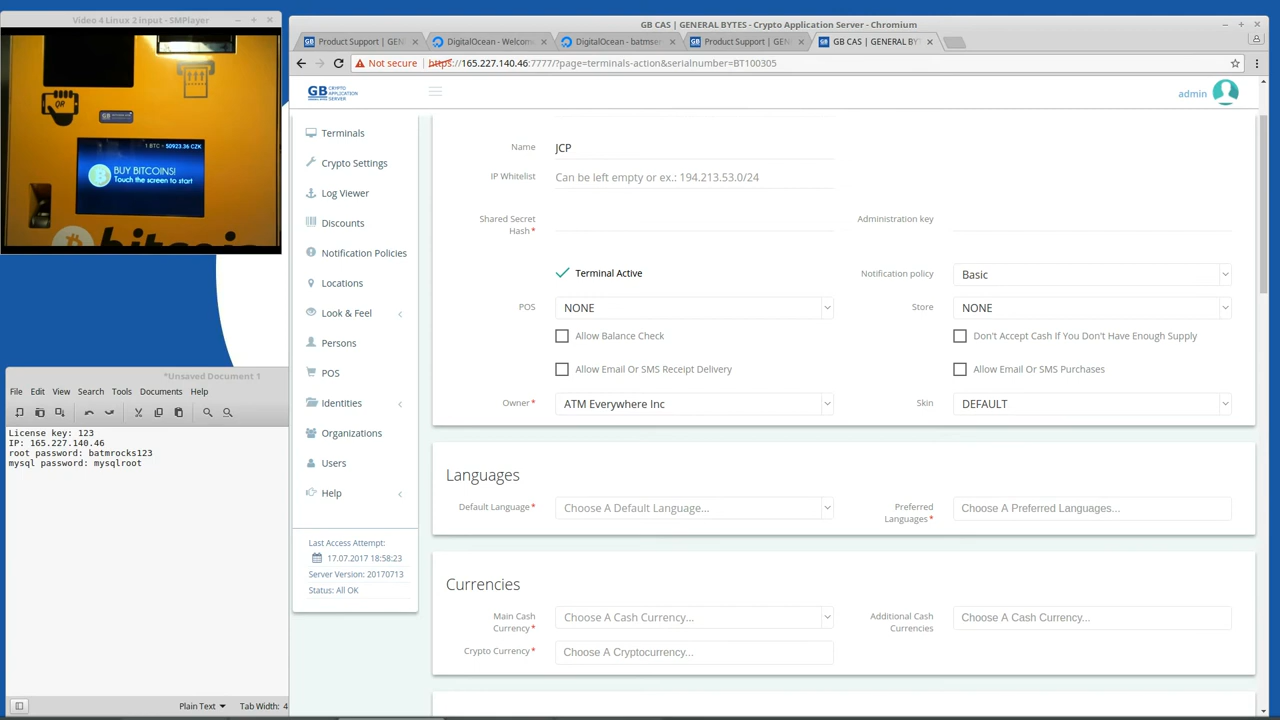 Video 4 Linux 2 input - SMPlayer
QR
1 BTC = 50923.36 CZK
BUY BITCOINS!
Touch the screen to start
bitcoin
*Unsaved Document 1
File Edit View Search Tools Documents Help
License key: 123
IP: 165.227.140.46
root password: batmrocks123
mysql password: mysqlroot
Plain Text Tab Width: 4
GB CAS | GENERAL BYTES - Crypto Application Server - Chromium
Product Support | GEN
DigitalOcean - Welcom
DigitalOcean - batmser
Product Support | GEN
GB CAS | GENERAL BYT
Not secure https://165.227.140.46:7777/?page=terminals-action&serialnumber=BT100305
GB CRYPTO APPLICATION SERVER
admin
Terminals
Crypto Settings
Log Viewer
Discounts
Notification Policies
Locations
Look & Feel
Persons
POS
Identities
Organizations
Users
Help
Last Access Attempt:
17.07.2017 18:58:23
Server Version: 20170713
Status: All OK
Name JCP
IP Whitelist Can be left empty or ex.: 194.213.53.0/24
Shared Secret Hash* Administration key
Terminal Active Notification policy Basic
POS NONE Store NONE
Allow Balance Check Don't Accept Cash If You Don't Have Enough Supply
Allow Email Or SMS Receipt Delivery Allow Email Or SMS Purchases
Owner* ATM Everywhere Inc Skin DEFAULT
Languages
Default Language* Choose A Default Language... Preferred Languages* Choose A Preferred Languages...
Currencies
Main Cash Currency* Choose A Cash Currency... Additional Cash Currencies Choose A Cash Currency...
Crypto Currency* Choose A Cryptocurrency...